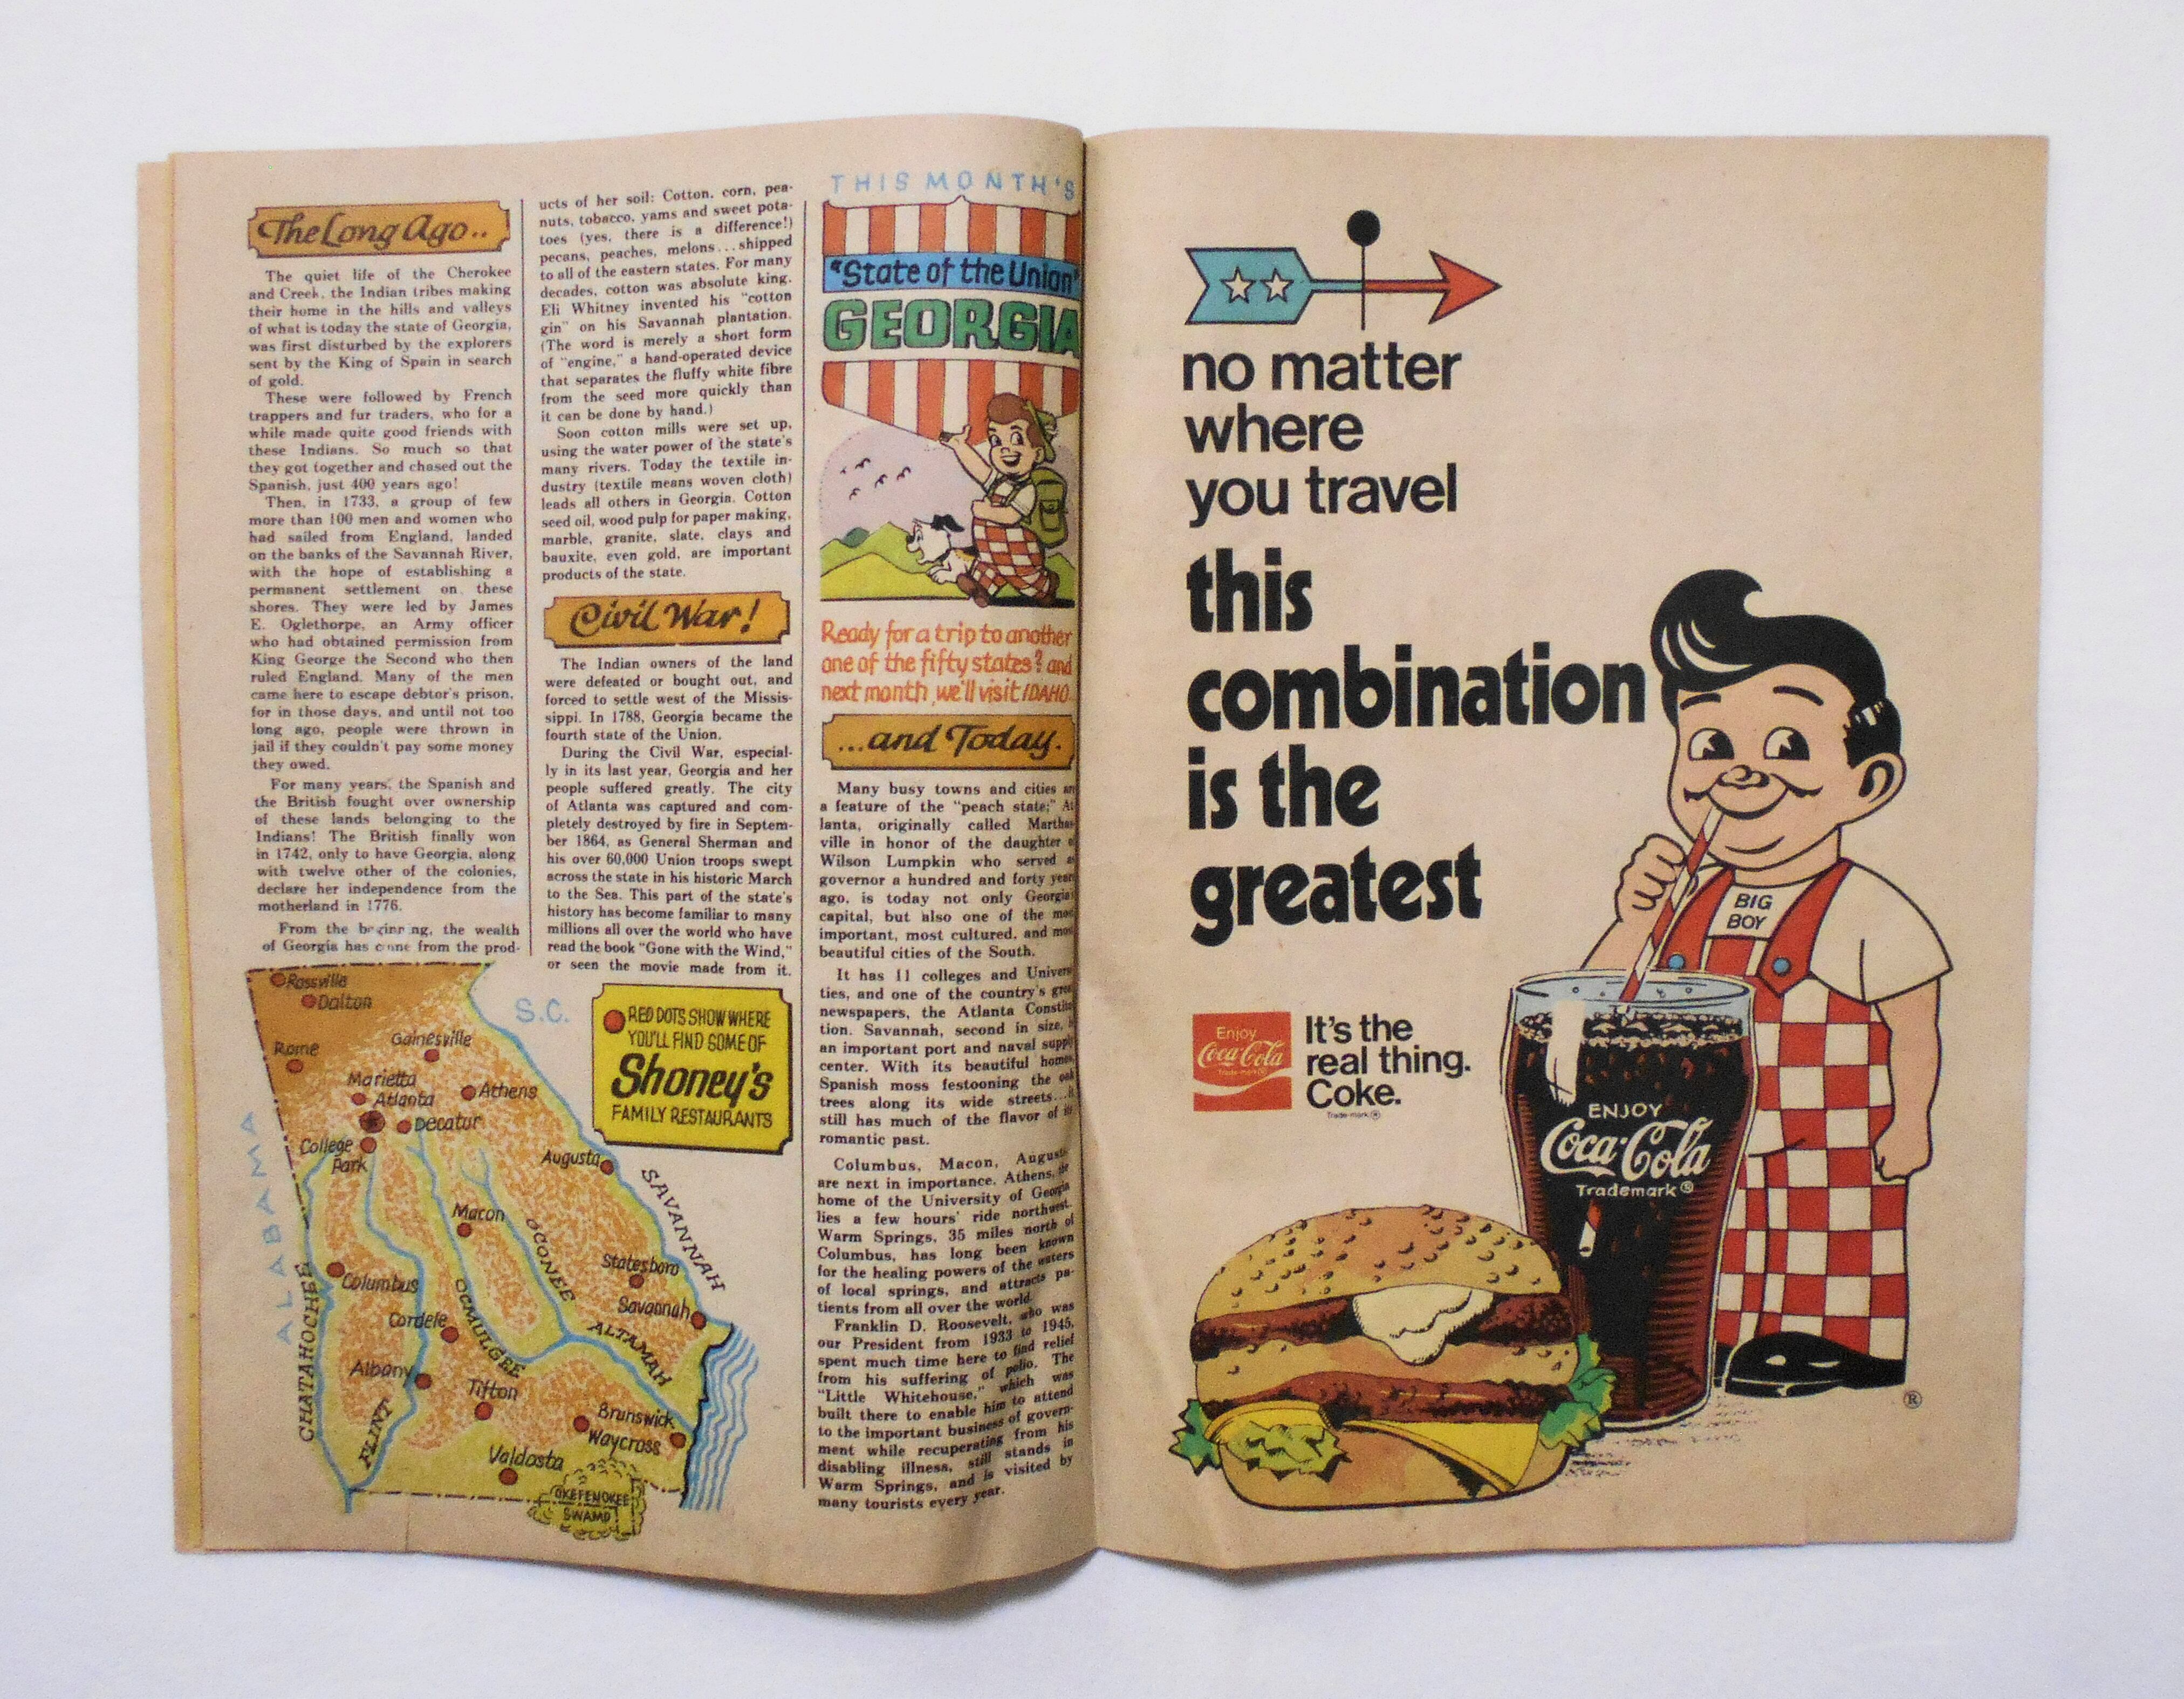 The Long Ago..
The quiet life of the Cherokee
and Creek, the Indian tribes making
their home in the hills and valleys
of what is today the state of Georgia,
was first disturbed by the explorers
sent by the King of Spain in search
of gold.
These were followed by French
trappers and fur traders, who for a
while made quite good friends with
these Indians. So much so that
they got together and chased out the
Spanish, just 400 years ago!
Then, in 1733, a group of few
more than 100 men and women who
had sailed from England, landed
on the banks of the Savannah River,
with the hope of establishing a
permanent settlement on these
shores. They were led by James
E. Oglethorpe, an Army officer
who had obtained permission from
King George the Second who then
ruled England. Many of the men
came here to escape debtor's prison,
for in those days, and until not too
long ago, people were thrown in
jail if they couldn't pay some money
they owed.
For many years, the Spanish and
the British fought over ownership
of these lands belonging to the
Indians! The British finally won
in 1742, only to have Georgia, along
with twelve other of the colonies,
declare her independence from the
motherland in 1776.
From the beginning, the wealth
of Georgia has come from the prod-
ucts of her soil: Cotton, corn, pea-
nuts, tobacco, yams and sweet pota-
toes (yes, there is a difference!)
pecans, peaches, melons...shipped
to all of the eastern states. For many
decades, cotton was absolute king.
Eli Whitney invented his "cotton
gin" on his Savannah plantation.
(The word is merely a short form
of "engine," a hand-operated device
that separates the fluffy white fibre
from the seed more quickly than
it can be done by hand.)
Soon cotton mills were set up,
using the water power of the state's
many rivers. Today the textile in-
dustry (textile means woven cloth)
leads all others in Georgia. Cotton
seed oil, wood pulp for paper making,
marble, granite, slate, clays and
bauxite, even gold, are important
products of the state.
Civil War!
The Indian owners of the land
were defeated or bought out, and
forced to settle west of the Missis-
sippi. In 1788, Georgia became the
fourth state of the Union.
During the Civil War, especial-
ly in its last year, Georgia and her
people suffered greatly. The city
of Atlanta was captured and com-
pletely destroyed by fire in Septem-
ber 1864, as General Sherman and
his over 60,000 Union troops swept
across the state in his historic March
to the Sea. This part of the state's
history has become familiar to many
millions all over the world who have
read the book "Gone with the Wind,"
or seen the movie made from it.
THIS MONTH'S
"State of the Union"
GEORGIA
Ready for a trip to another
one of the fifty states? and
next month, we'll visit IDAHO
...and Today.
Many busy towns and cities
a feature of the "peach state;" At
lanta, originally called Marthas
ville in honor of the daughter
Wilson Lumpkin who served
governor a hundred and forty year
ago, is today not only Georgia
capital, but also one of the
important, most cultured, and
beautiful cities of the South.
It has 11 colleges and Univers
ties, and one of the country's
newspapers, the Atlanta
tion. Savannah, second in size,
an important port and naval supply
center. With its beautiful homes,
Spanish moss festooning the oak
trees along its wide streets...it
still has much of the flavor of its
romantic past.
Columbus, Macon, Augusta
are next in importance. Athens, the
home of the University of Georgia
lies a few hours' ride northwest.
Warm Springs, 35 miles north of
Columbus, has long been known
for the healing powers of the waters
of local springs, and attracts pa-
tients from all over the world.
Franklin D. Roosevelt, who was
our President from 1933 to 1945,
spent much time here to find relief
from his suffering of polio. The
"Little Whitehouse," which was
built there to enable him to attend
to the important business of govern-
ment while recuperating from his
disabling illness, still stands in
Warm Springs, and is visited by
many tourists every year.
Rossville
Dalton
S.C.
Rome
Gainesville
Marietta
Atlanta
Athens
Decatur
College
Park
Augusta
ALABAMA
SAVANNAH
Macon
OCONEE
Statesboro
Columbus
Savannah
CHATAHOCHEE
Cordele
OCMULGEE
ALTAMAH
Albany
Tifton
FLINT
Brunswick
Waycross
Valdosta
OKEFENOKEE
SWAMP
RED DOTS SHOW WHERE
YOU'LL FIND SOME OF
Shoney's
FAMILY RESTAURANTS
no matter
where
you travel
this
combination
is the
greatest
BIG
BOY
Enjoy
Coca-Cola
Trade-mark®
It's the
real thing.
Coke.
Trade-mark®
ENJOY
Coca-Cola
Trademark®
®